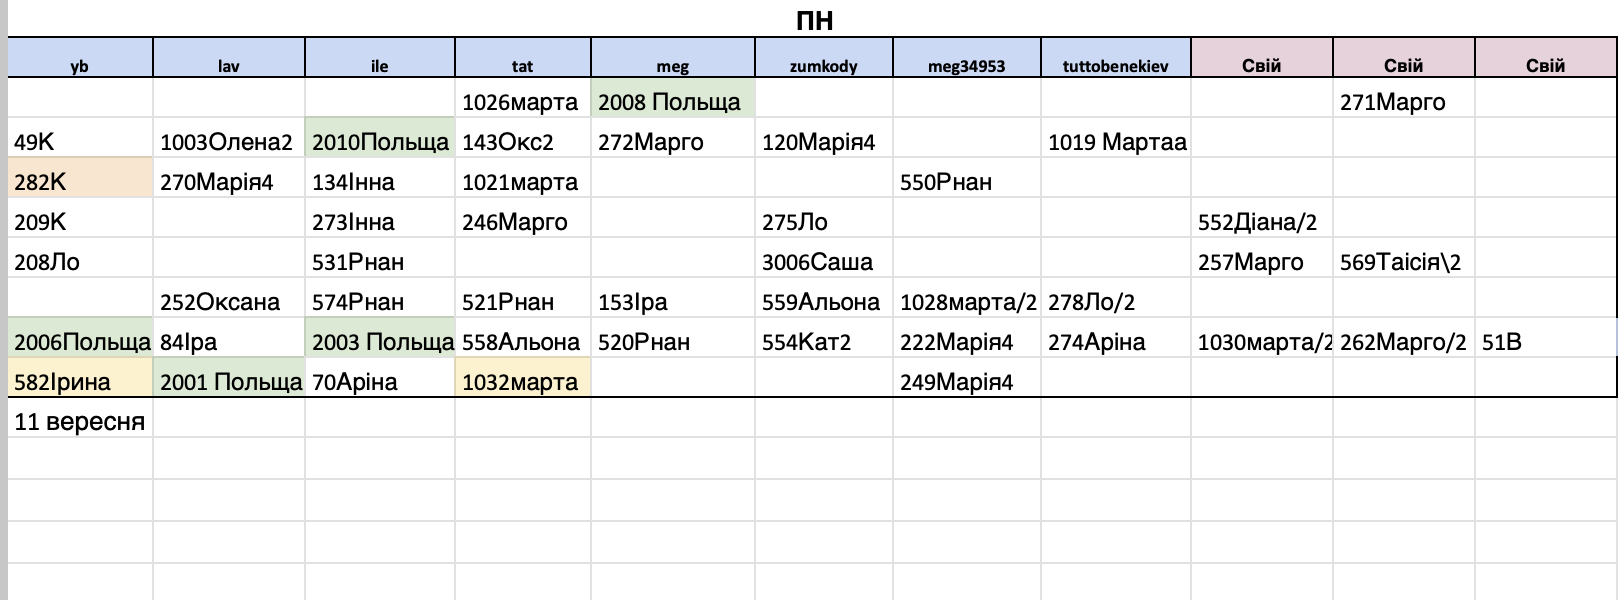 ПН
yb lav ile tat meg zumkody meg34953 tuttobenekiev Свій Свій Свій
1026марта 2008 Польща 271Марго
49К 1003Олена2 2010Польща 143Окс2 272Марго 120Марія4 1019 Мартаа
282К 270Марія4 134Інна 1021марта 550Рнан
209К 273Інна 246Марго 275Ло 552Діана/2
208Ло 531Рнан 3006Саша 257Марго 569Таісія\2
252Оксана 574Рнан 521Рнан 153Іра 559Альона 1028марта/2 278Ло/2
2006Польща 84Іра 2003 Польща 558Альона 520Рнан 554Кат2 222Марія4 274Аріна 1030марта/2 262Марго/2 51В
582Ірина 2001 Польща 70Аріна 1032марта 249Марія4
11 вересня